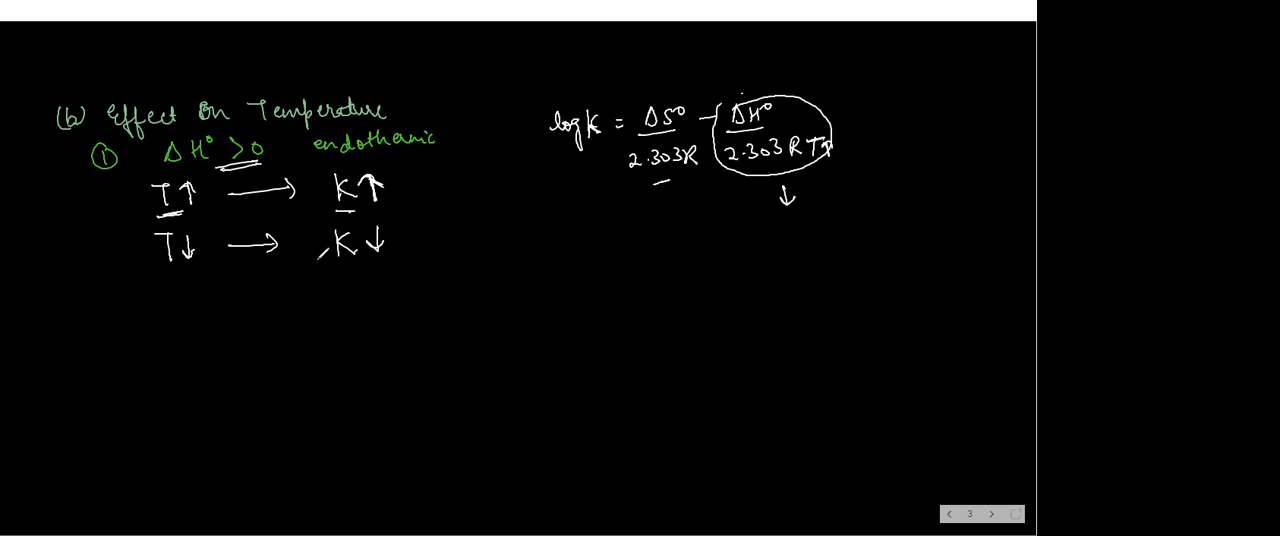 (b) Effect On Temperature
① ΔH° > 0 endothermic
T↑ ⟶ K↑
T↓ ⟶ K↓
log K = ΔS° / 2.303R - ΔH° / 2.303RT↑
↓
3